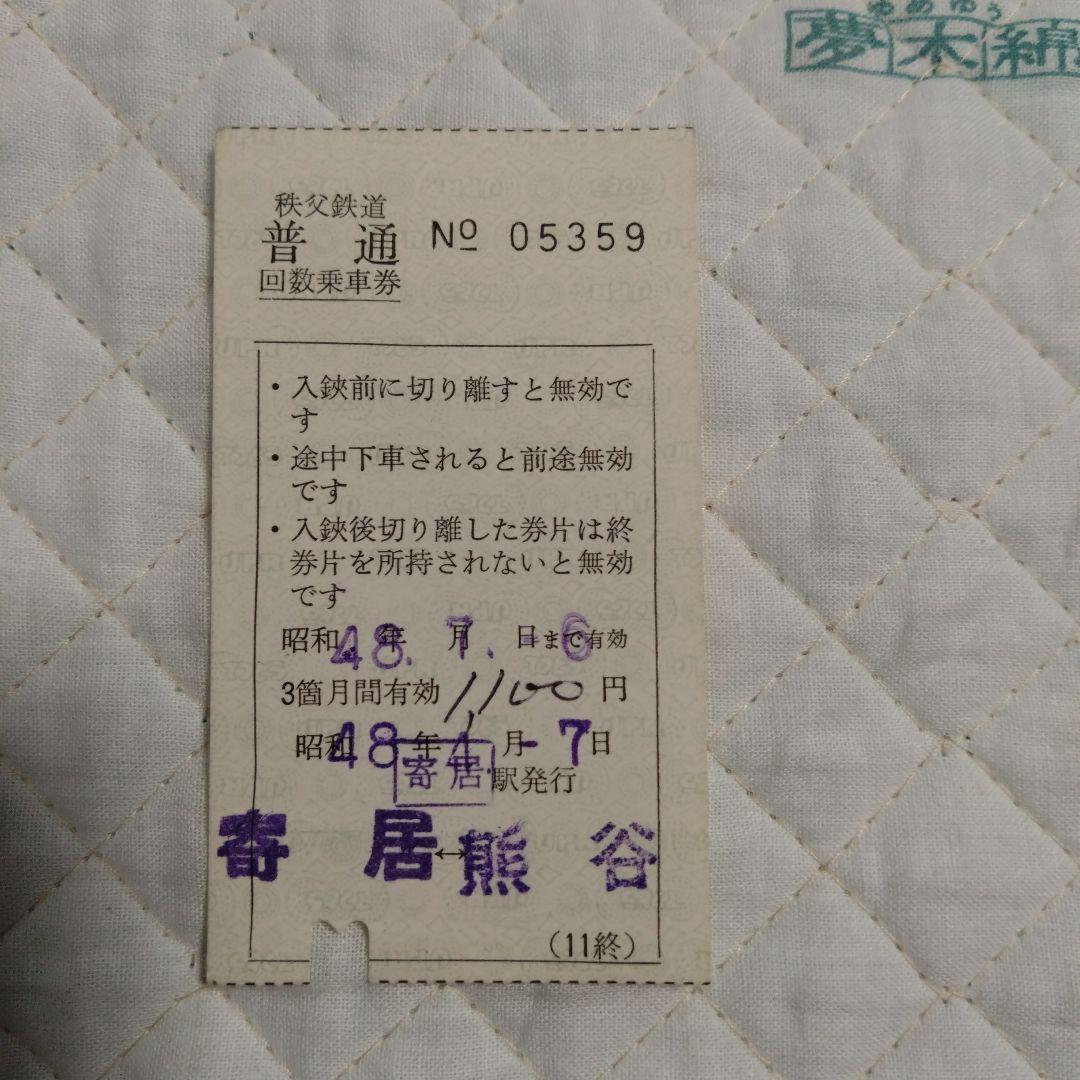 ゆめゆう
夢木綿
秩父鉄道
普通 No 05359
回数乗車券
・入鋏前に切り離すと無効で
す
・途中下車されると前途無効
です
・入鋏後切り離した券片は終
券片を所持されないと無効
です
昭和48.年7.月-6日まで有効
3箇月間有効 1,100円
昭和48年4.月-7日
寄居駅発行
寄居↔熊谷
(11終)